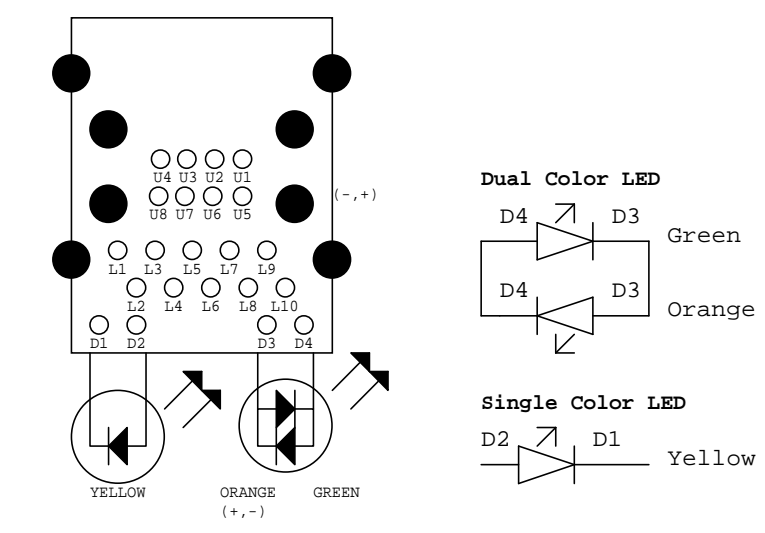 U4 U3 U2 U1
U8 U7 U6 U5
(-,+)
L1 L3 L5 L7 L9
L2 L4 L6 L8 L10
D1 D2 D3 D4
YELLOW ORANGE GREEN
(+,-)
Dual Color LED
D4 D3 Green
D4 D3 Orange
Single Color LED
D2 D1 Yellow